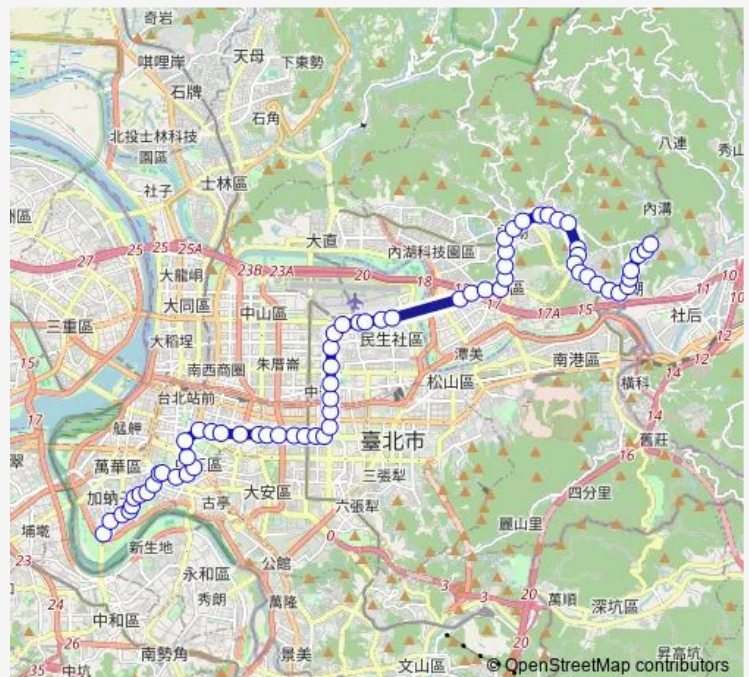 奇岩
唭哩岸
天母
下東勢
石牌
石角
八連
秀山
北投士林科技
園區
士林區
社子
內溝
大直
內湖科技園區
25
25
25A
27
23B
23A
20
18
17
17A
15
11
10
10
大龍峒
大同區
中山區
三重區
大稻埕
朱厝崙
民生社區
潭美
南港區
社后
12
14
14
橫科
南西商圈
台北站前
松山區
15
17
艋舺
臺北市
16
舊莊
萬華區
三張犁
四分里
大安區
古亭
六張犁
麗山里
0
埔墘
新生地
公館
23
永和區
秀朗
萬隆
3
3
20
萬順
深坑區
24
26
中和區
南勢角
景美
文山區
20
昇高坑
35
中坑
© OpenStreetMap contributors